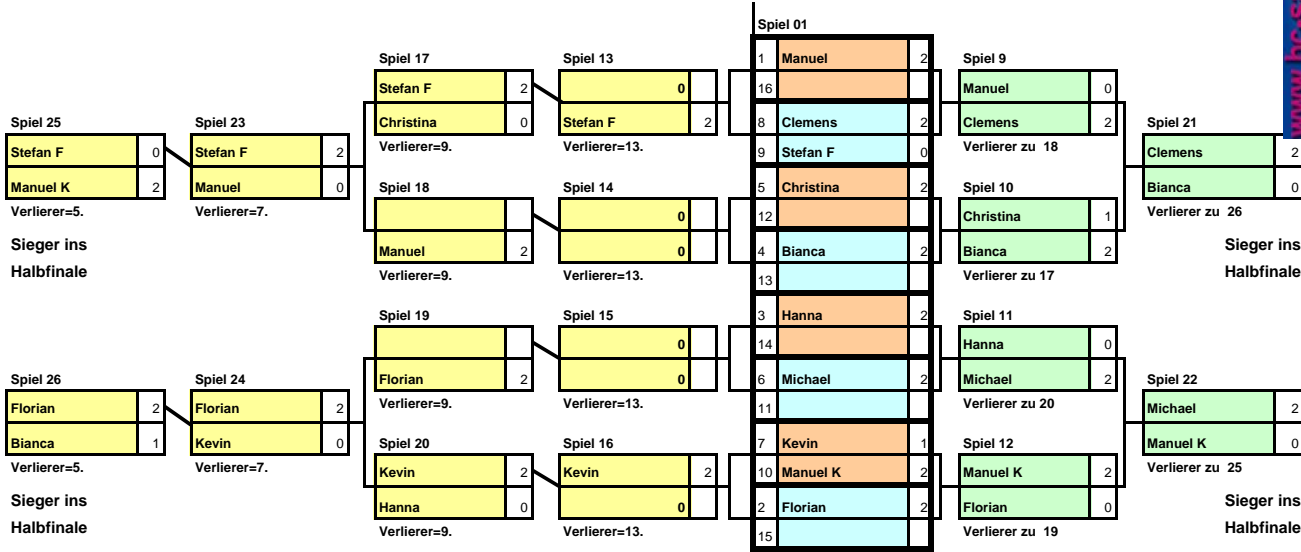 Spiel 01
Spiel 17 Spiel 13 1 Manuel 2 Spiel 9
Stefan F 2 0 16 Manuel 0
Spiel 25 Spiel 23 Christina 0 Stefan F 2 8 Clemens 2 Clemens 2 Spiel 21
Stefan F 0 Stefan F 2 Verlierer=9. Verlierer=13. 9 Stefan F 0 Verlierer zu 18 Clemens 2
Manuel K 2 Manuel 0 Spiel 18 Spiel 14 5 Christina 2 Spiel 10 Bianca 0
Verlierer=5. Verlierer=7. 0 12 Christina 1 Verlierer zu 26
Sieger ins Manuel 2 0 4 Bianca 2 Bianca 2 Sieger ins
Halbfinale Verlierer=9. Verlierer=13. 13 Verlierer zu 17 Halbfinale
Spiel 19 Spiel 15 3 Hanna 2 Spiel 11
0 14 Hanna 0
Spiel 26 Spiel 24 Florian 2 0 6 Michael 2 Michael 2 Spiel 22
Florian 2 Florian 2 Verlierer=9. Verlierer=13. 11 Verlierer zu 20 Michael 2
Bianca 1 Kevin 0 Spiel 20 Spiel 16 7 Kevin 1 Spiel 12 Manuel K 0
Verlierer=5. Verlierer=7. Kevin 2 Kevin 2 10 Manuel K 2 Manuel K 2 Verlierer zu 25
Sieger ins Hanna 0 0 2 Florian 2 Florian 0 Sieger ins
Halbfinale Verlierer=9. Verlierer=13. 15 Verlierer zu 19 Halbfinale